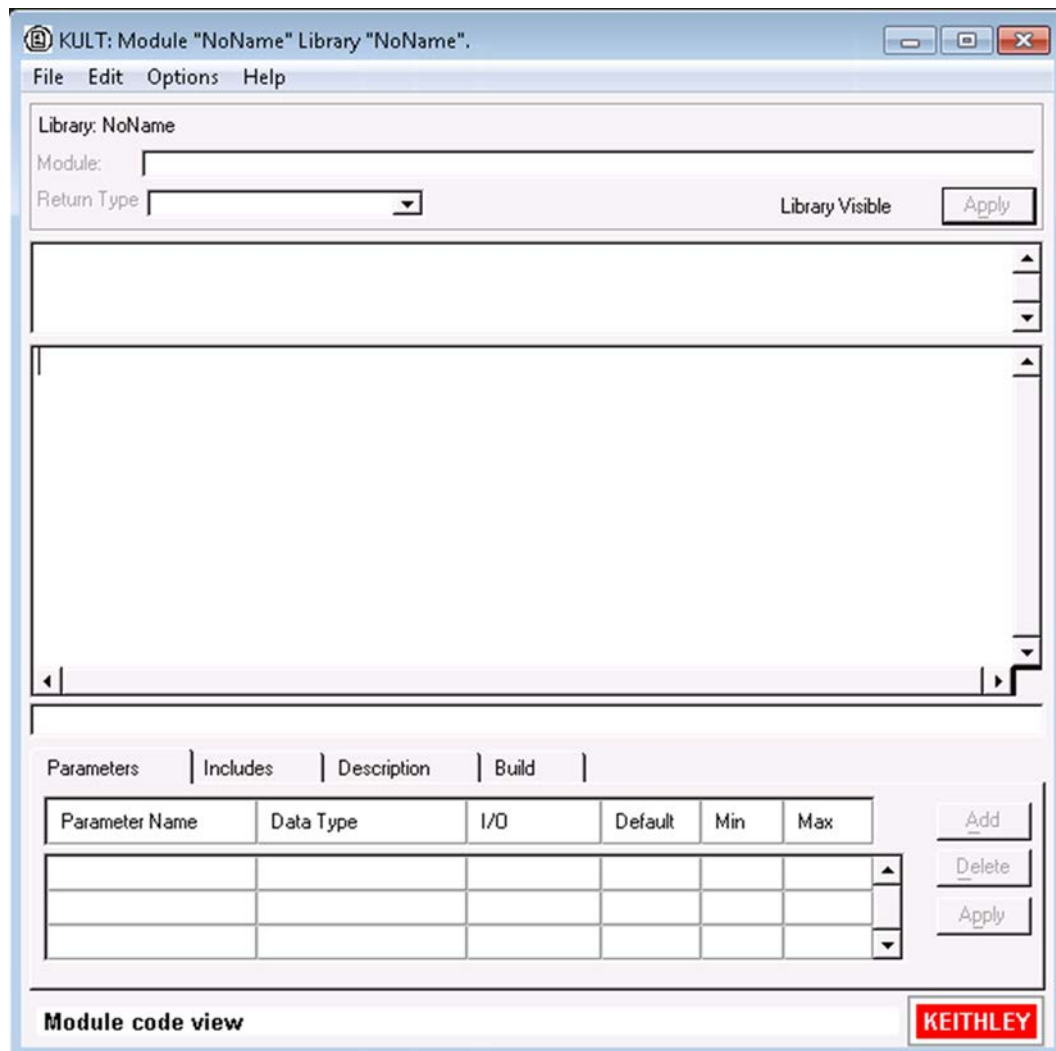 KULT: Module "NoName" Library "NoName".
File Edit Options Help
Library: NoName
Module:
Return Type
Library Visible Apply
Parameters Includes Description Build
Parameter Name Data Type I/O Default Min Max
Add
Delete
Apply
Module code view
KEITHLEY